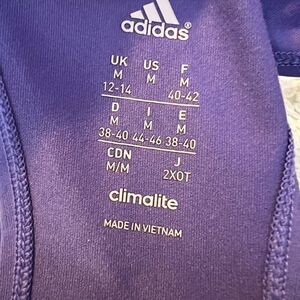 adidas®
UK US F
M M M
12-14 40-42
D I E
M M M
38-40 44-46 38-40
CDN J
M/M 2XOT
climalite
MADE IN VIETNAM